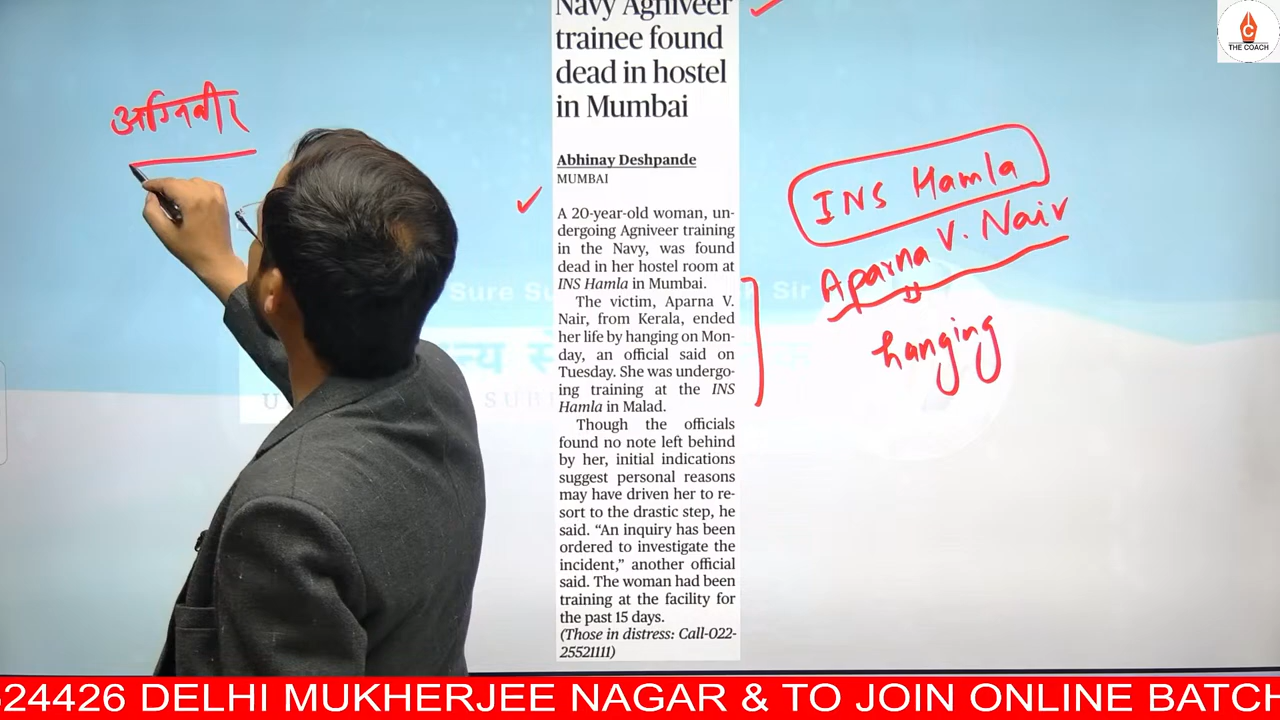 Navy Agniveer
trainee found
dead in hostel
in Mumbai
Abhinay Deshpande
MUMBAI
A 20-year-old woman, un-
dergoing Agniveer training
in the Navy, was found
dead in her hostel room at
INS Hamla in Mumbai.
The victim, Aparna V.
Nair, from Kerala, ended
her life by hanging on Mon-
day, an official said on
Tuesday. She was undergo-
ing training at the INS
Hamla in Malad.
Though the officials
found no note left behind
by her, initial indications
suggest personal reasons
may have driven her to re-
sort to the drastic step, he
said. “An inquiry has been
ordered to investigate the
incident,” another official
said. The woman had been
training at the facility for
the past 15 days.
(Those in distress: Call-022-
25521111)
अग्निवीर
INS Hamla
Aparna V. Nair
hanging
C
THE COACH
Sure Su
Sir
24426 DELHI MUKHERJEE NAGAR & TO JOIN ONLINE BATCH